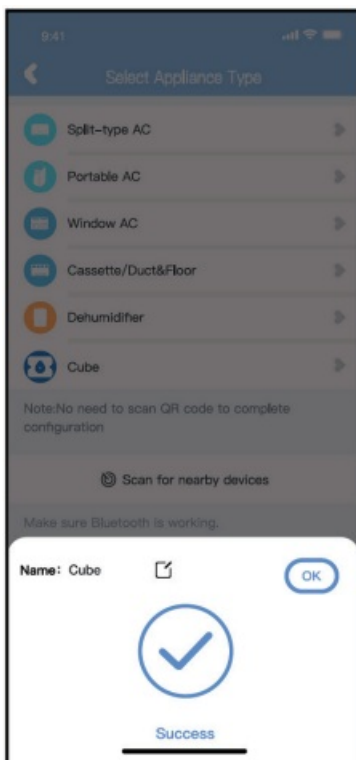 9:41
Select Appliance Type
Split-type AC
Portable AC
Window AC
Cassette/Duct&Floor
Dehumidifier
Cube
Note:No need to scan QR code to complete
configuration
Scan for nearby devices
Make sure Bluetooth is working.
Name: Cube
OK
Success